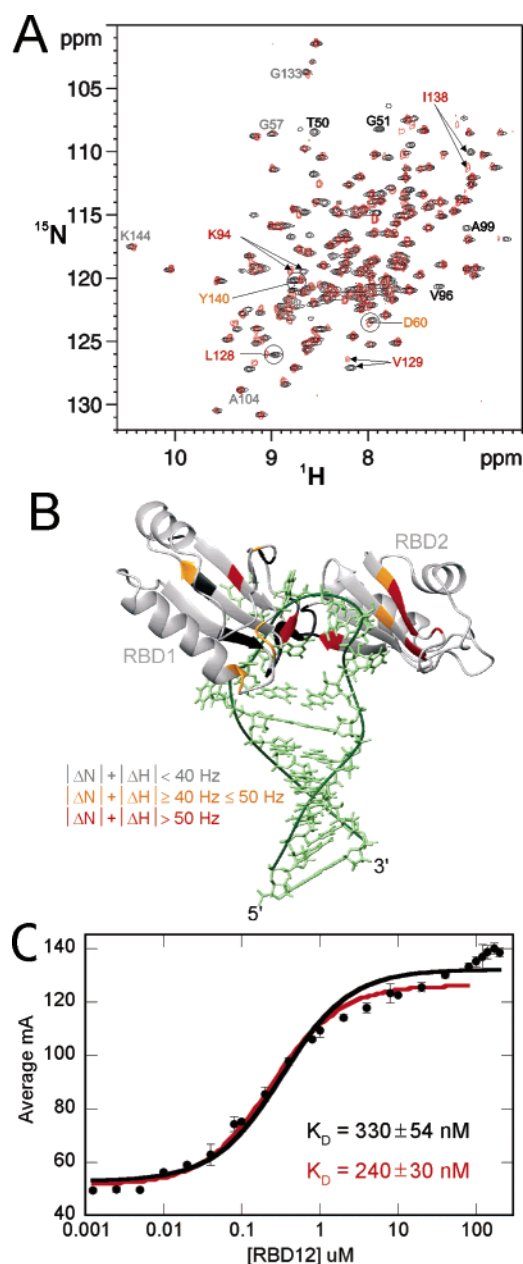 A
ppm
105
110
115
¹⁵N
120
125
130
G133
G57
T50
G51
I138
K144
K94
A99
Y140
V96
D60
L128
V129
A104
10
9
8
ppm
¹H
B
RBD1
RBD2
|ΔN| + |ΔH| < 40 Hz
|ΔN| + |ΔH| ≥ 40 Hz ≤ 50 Hz
|ΔN| + |ΔH| > 50 Hz
3'
5'
C
140
120
100
80
60
40
Average mA
K_D = 330 ± 54 nM
K_D = 240 ± 30 nM
0.001
0.01
0.1
1
10
100
[RBD12] uM